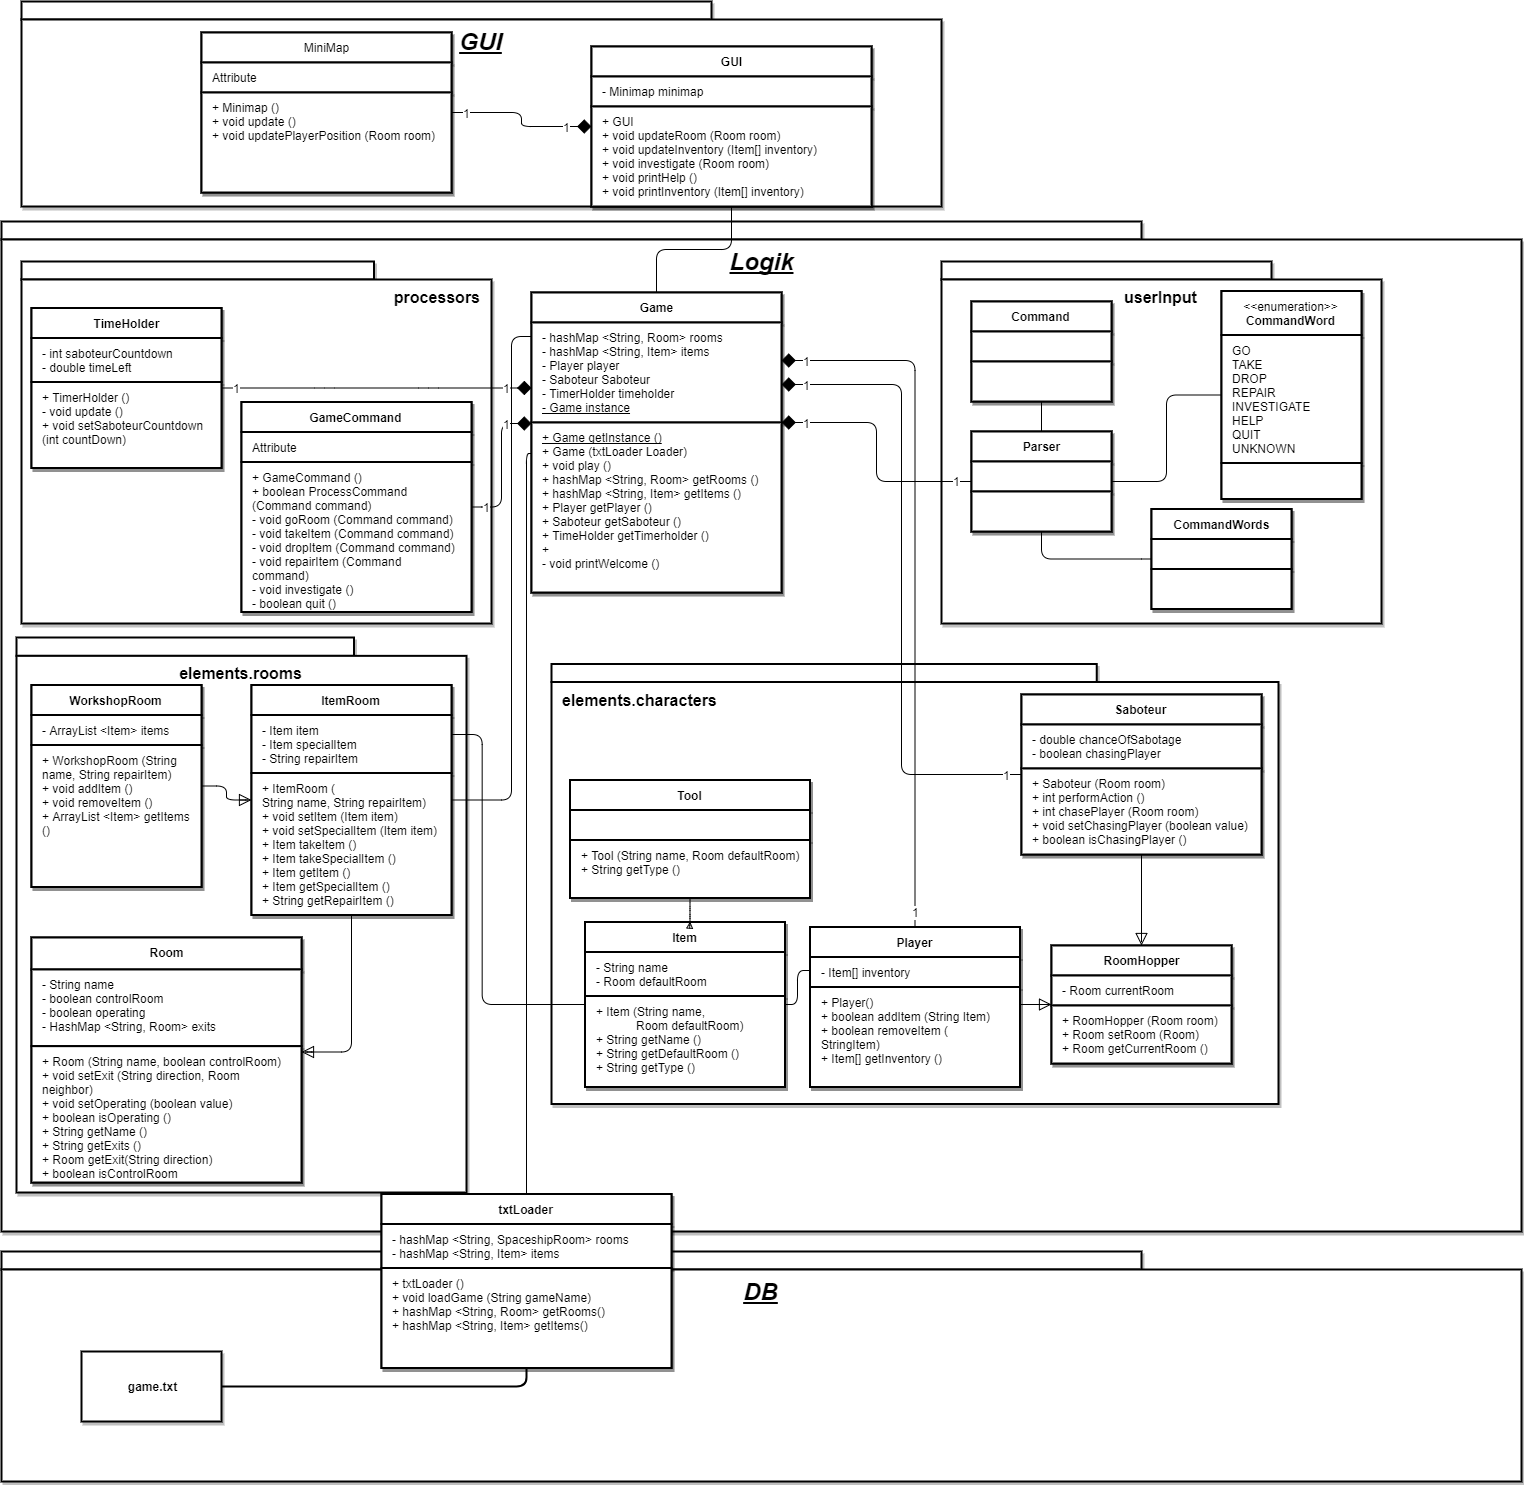 GUI
MiniMap
Attribute
+ Minimap ()
+ void update ()
+ void updatePlayerPosition (Room room)
1
1
GUI
- Minimap minimap
+ GUI
+ void updateRoom (Room room)
+ void updateInventory (Item[] inventory)
+ void investigate (Room room)
+ void printHelp ()
+ void printInventory (Item[] inventory)
Logik
processors
TimeHolder
- int saboteurCountdown
- double timeLeft
+ TimerHolder ()
- void update ()
+ void setSaboteurCountdown
(int countDown)
1
1
GameCommand
Attribute
+ GameCommand ()
+ boolean ProcessCommand
(Command command)
- void goRoom (Command command)
- void takeItem (Command command)
- void dropItem (Command command)
- void repairItem (Command
command)
- void investigate ()
- boolean quit ()
1
1
Game
- hashMap <String, Room> rooms
- hashMap <String, Item> items
- Player player
- Saboteur Saboteur
- TimerHolder timeholder
- Game instance
+ Game getInstance ()
+ Game (txtLoader Loader)
+ void play ()
+ hashMap <String, Room> getRooms ()
+ hashMap <String, Item> getItems ()
+ Player getPlayer ()
+ Saboteur getSaboteur ()
+ TimeHolder getTimerholder ()
+
- void printWelcome ()
1
1
1
1
userInput
Command
Parser
<<enumeration>>
CommandWord
GO
TAKE
DROP
REPAIR
INVESTIGATE
HELP
QUIT
UNKNOWN
CommandWords
elements.rooms
WorkshopRoom
- ArrayList <Item> items
+ WorkshopRoom (String
name, String repairItem)
+ void addItem ()
+ void removeItem ()
+ ArrayList <Item> getItems
()
ItemRoom
- Item item
- Item specialItem
- String repairItem
+ ItemRoom (
String name, String repairItem)
+ void setItem (Item item)
+ void setSpecialItem (Item item)
+ Item takeItem ()
+ Item takeSpecialItem ()
+ Item getItem ()
+ Item getSpecialItem ()
+ String getRepairItem ()
Room
- String name
- boolean controlRoom
- boolean operating
- HashMap <String, Room> exits
+ Room (String name, boolean controlRoom)
+ void setExit (String direction, Room
neighbor)
+ void setOperating (boolean value)
+ boolean isOperating ()
+ String getName ()
+ String getExits ()
+ Room getExit(String direction)
+ boolean isControlRoom
elements.characters
Tool
+ Tool (String name, Room defaultRoom)
+ String getType ()
Item
- String name
- Room defaultRoom
+ Item (String name,
Room defaultRoom)
+ String getName ()
+ String getDefaultRoom ()
+ String getType ()
1
Player
- Item[] inventory
+ Player()
+ boolean addItem (String Item)
+ boolean removeItem (
StringItem)
+ Item[] getInventory ()
1
Saboteur
- double chanceOfSabotage
- boolean chasingPlayer
+ Saboteur (Room room)
+ int performAction ()
+ int chasePlayer (Room room)
+ void setChasingPlayer (boolean value)
+ boolean isChasingPlayer ()
RoomHopper
- Room currentRoom
+ RoomHopper (Room room)
+ Room setRoom (Room)
+ Room getCurrentRoom ()
txtLoader
- hashMap <String, SpaceshipRoom> rooms
- hashMap <String, Item> items
+ txtLoader ()
+ void loadGame (String gameName)
+ hashMap <String, Room> getRooms()
+ hashMap <String, Item> getItems()
DB
game.txt